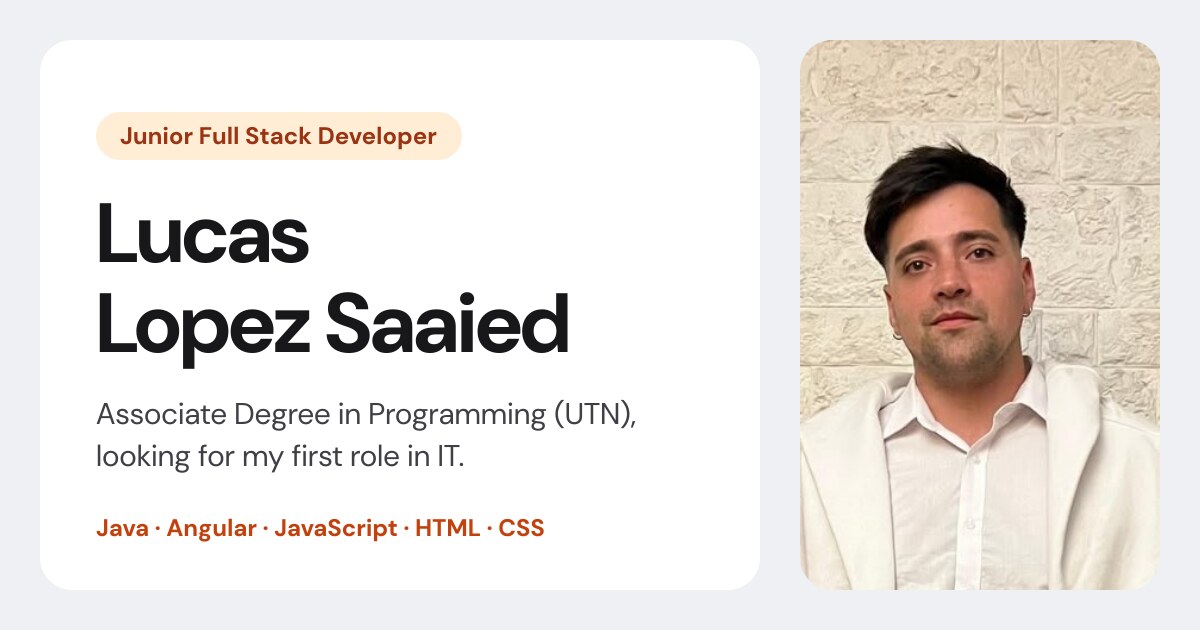 Junior Full Stack Developer
Lucas
Lopez Saaied
Associate Degree in Programming (UTN),
looking for my first role in IT.
Java · Angular · JavaScript · HTML · CSS